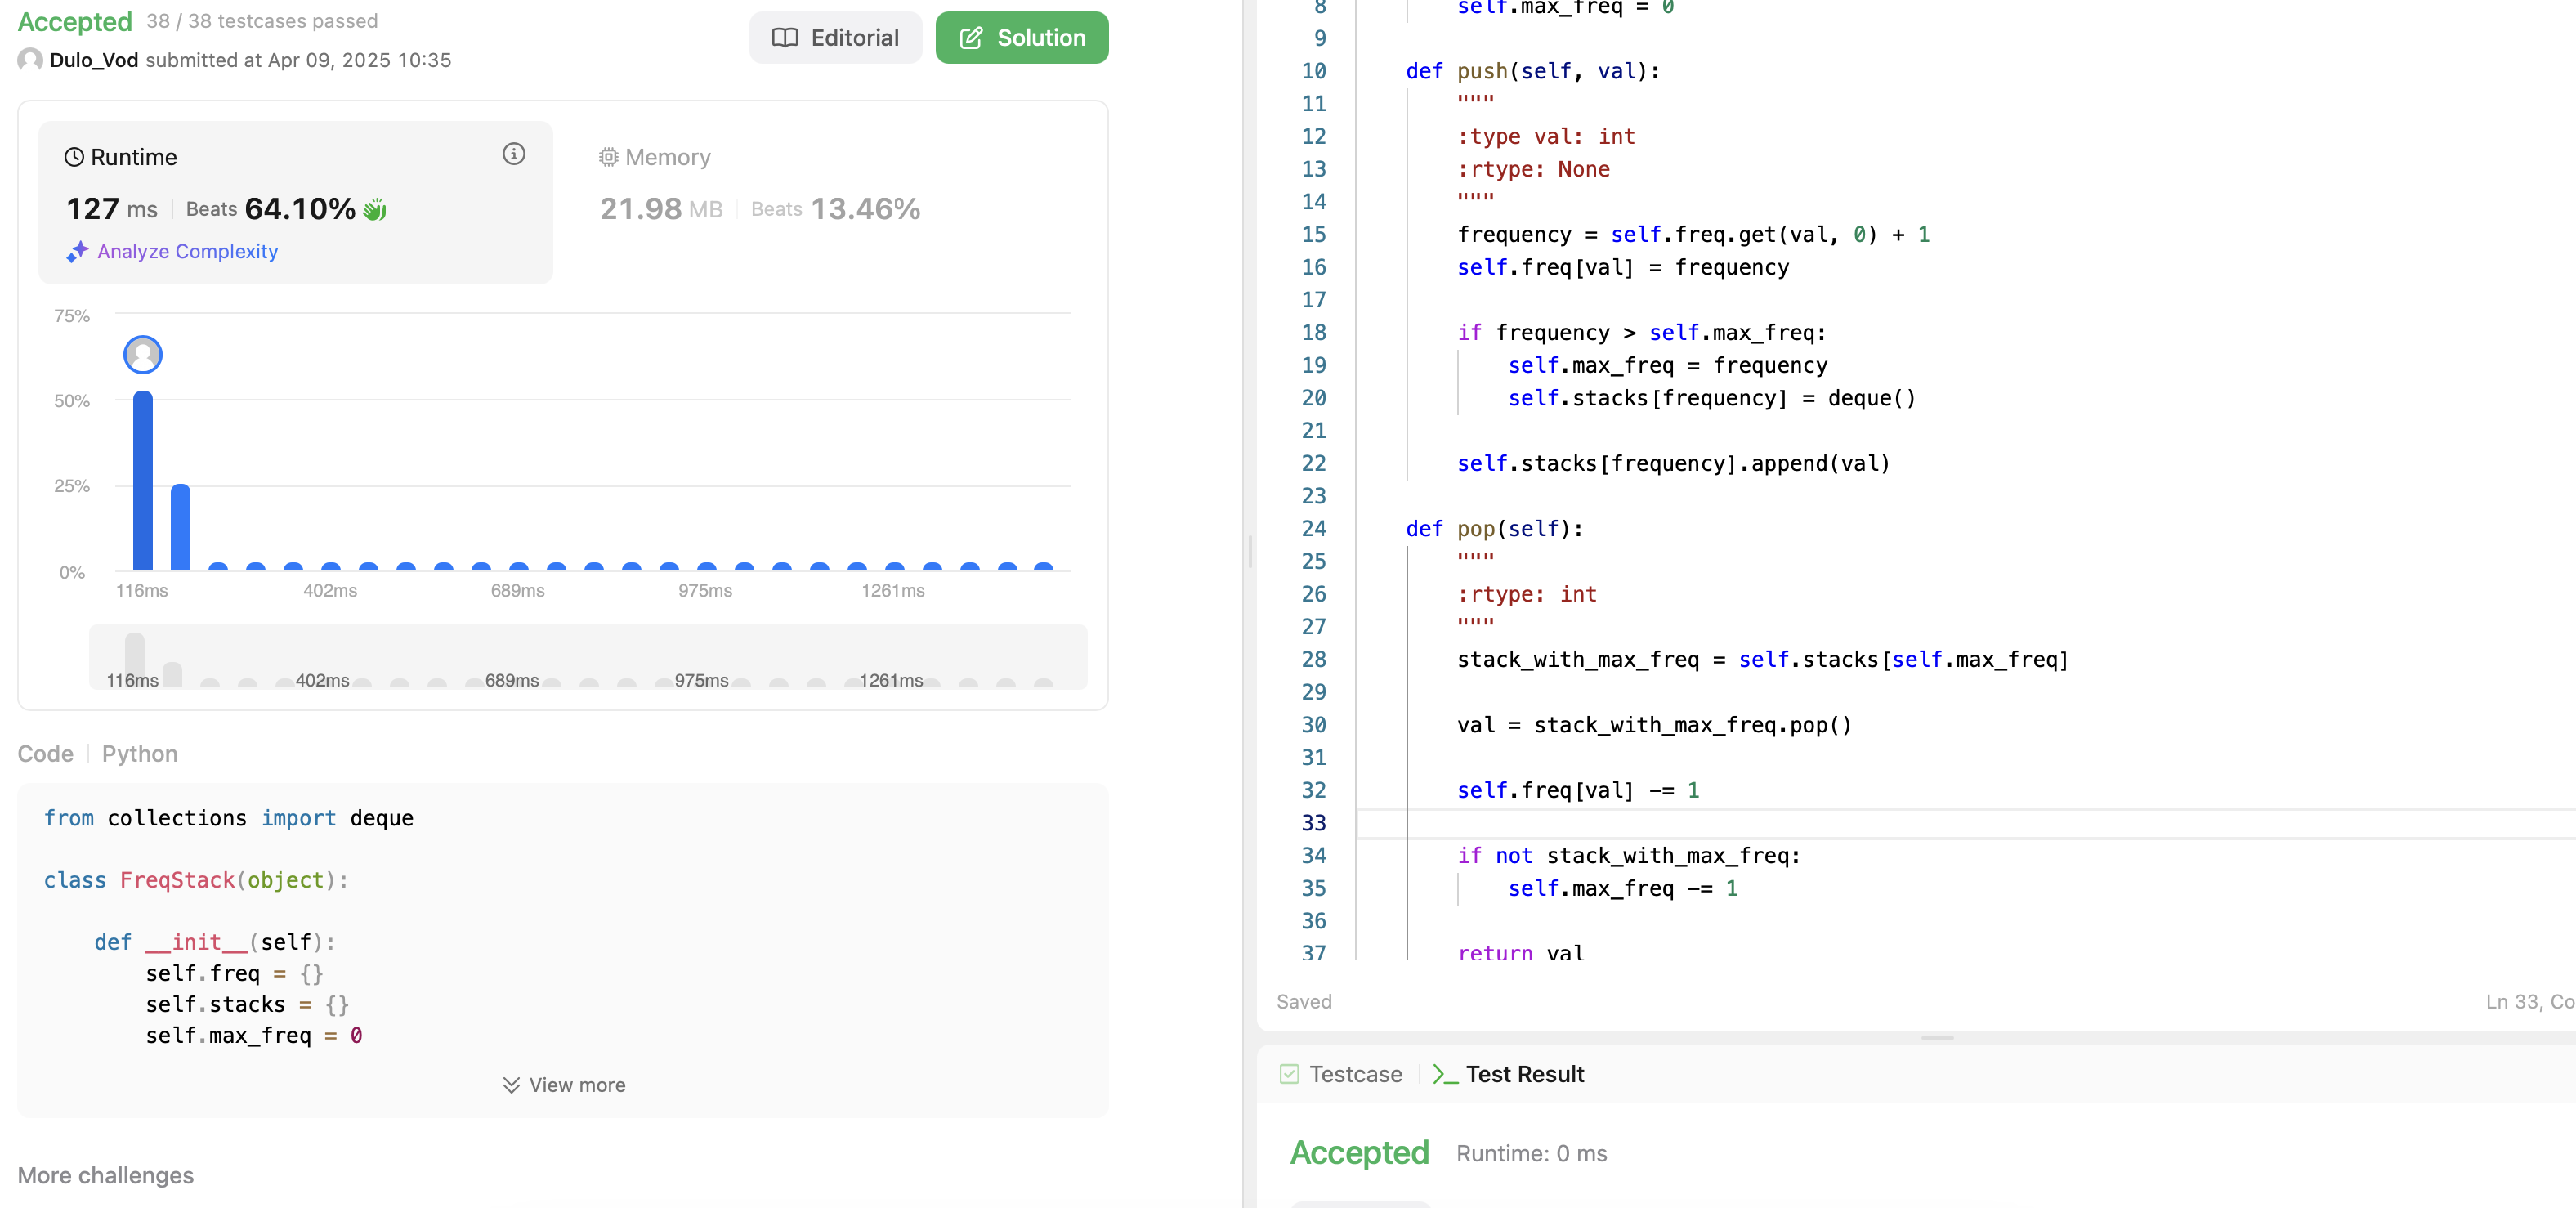 Accepted 38 / 38 testcases passed
Dulo_Vod submitted at Apr 09, 2025 10:35
Editorial
Solution
Runtime
127 ms | Beats 64.10%
Analyze Complexity
Memory
21.98 MB | Beats 13.46%
75%
50%
25%
0%
116ms 402ms 689ms 975ms 1261ms
116ms 402ms 689ms 975ms 1261ms
Code | Python
from collections import deque
class FreqStack(object):
    def __init__(self):
        self.freq = {}
        self.stacks = {}
        self.max_freq = 0
View more
More challenges
8         self.max_freq = 0
9
10     def push(self, val):
11         """
12         :type val: int
13         :rtype: None
14         """
15         frequency = self.freq.get(val, 0) + 1
16         self.freq[val] = frequency
17
18         if frequency > self.max_freq:
19             self.max_freq = frequency
20             self.stacks[frequency] = deque()
21
22         self.stacks[frequency].append(val)
23
24     def pop(self):
25         """
26         :rtype: int
27         """
28         stack_with_max_freq = self.stacks[self.max_freq]
29
30         val = stack_with_max_freq.pop()
31
32         self.freq[val] -= 1
33
34         if not stack_with_max_freq:
35             self.max_freq -= 1
36
37         return val
Saved
Ln 33, Co
Testcase | >_ Test Result
Accepted Runtime: 0 ms